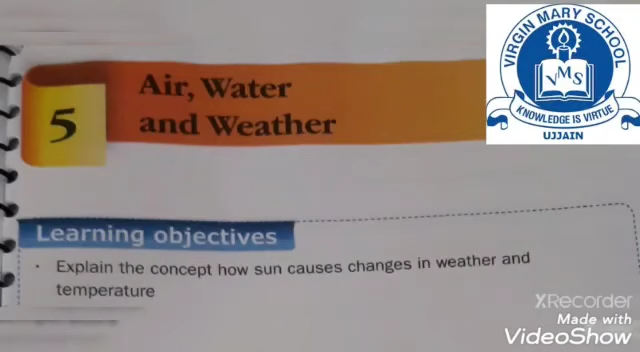 5
Air, Water
and Weather
Learning objectives
• Explain the concept how sun causes changes in weather and
temperature
VIRGIN MARY SCHOOL
VMS
KNOWLEDGE IS VIRTUE
UJJAIN
XRecorder
Made with
VideoShow